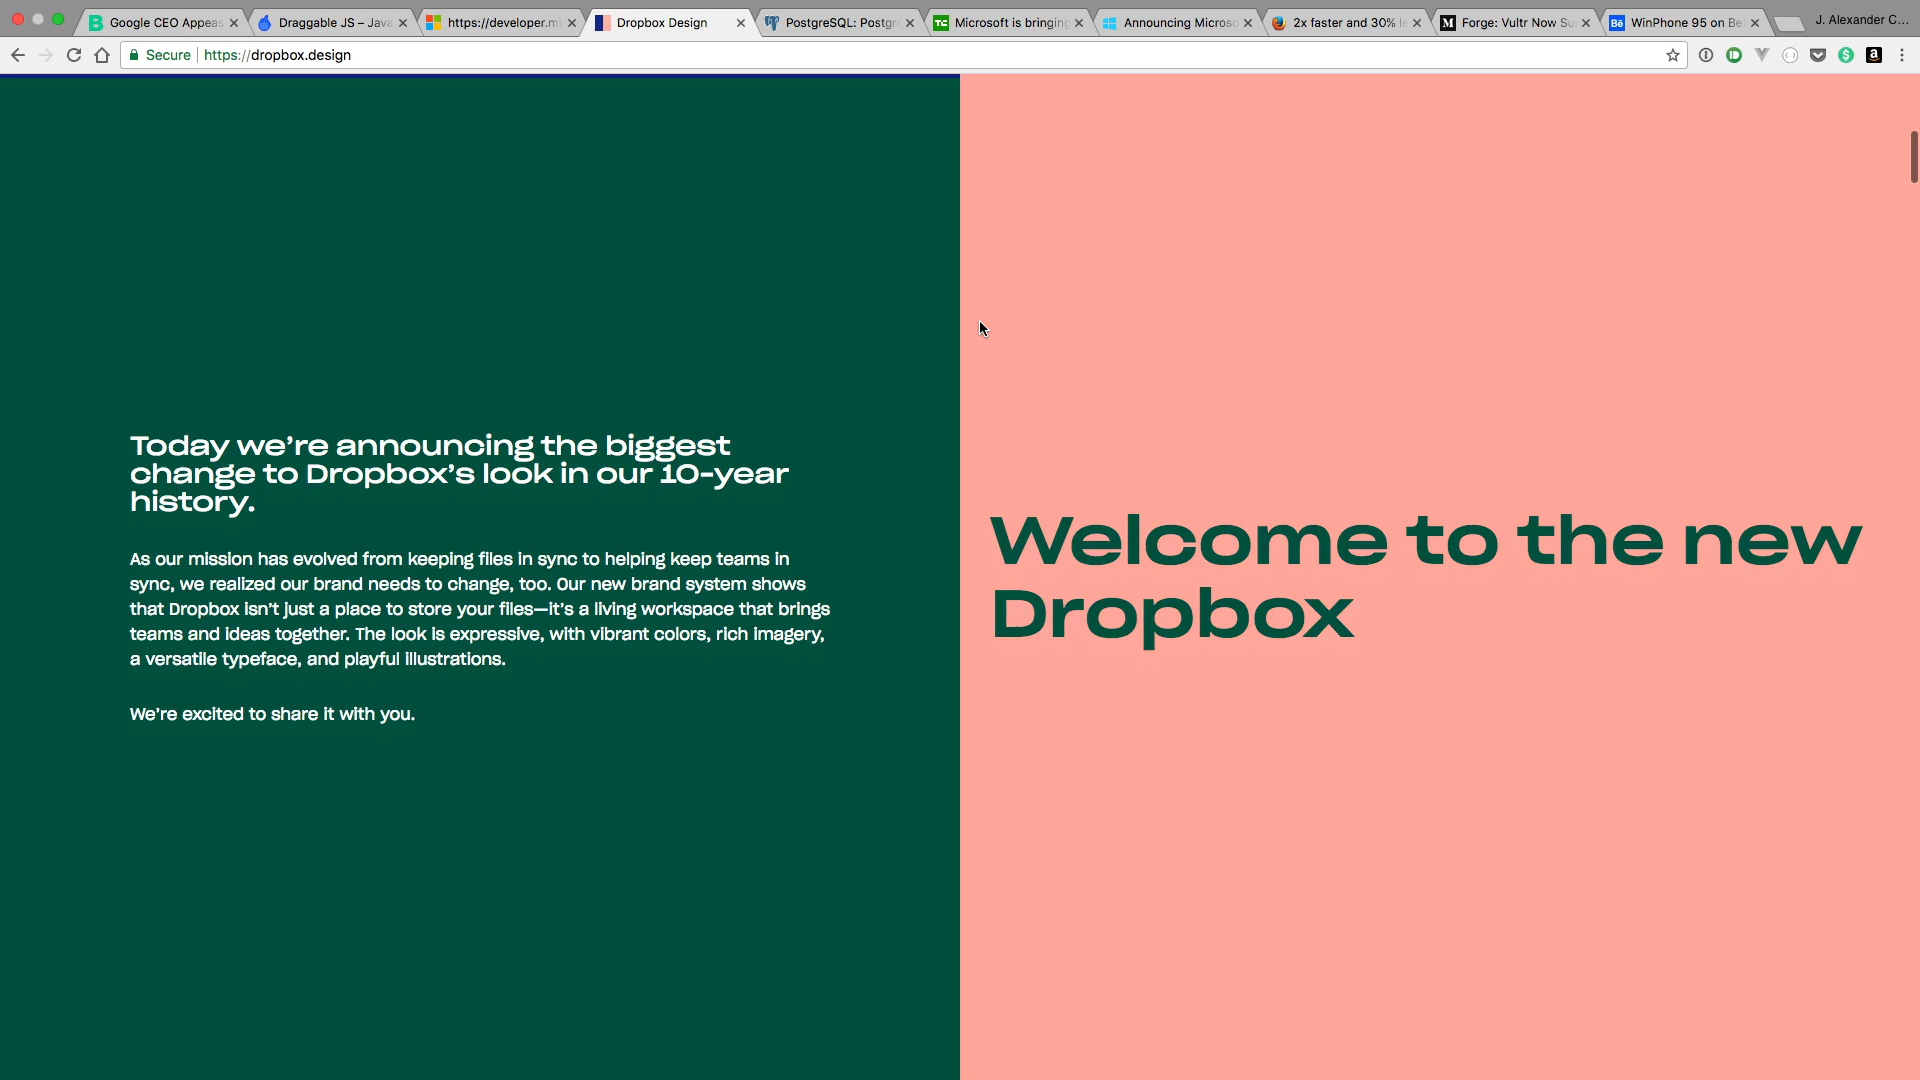 Google CEO Appeas
Draggable JS – Java
https://developer.mi
Dropbox Design
PostgreSQL: Postgr
Microsoft is bringing
Announcing Microso
2x faster and 30% le
Forge: Vultr Now Su
WinPhone 95 on Be
J. Alexander C...
Secure
https://dropbox.design
Today we're announcing the biggest
change to Dropbox's look in our 10-year
history.
As our mission has evolved from keeping files in sync to helping keep teams in
sync, we realized our brand needs to change, too. Our new brand system shows
that Dropbox isn't just a place to store your files—it's a living workspace that brings
teams and ideas together. The look is expressive, with vibrant colors, rich imagery,
a versatile typeface, and playful illustrations.
We're excited to share it with you.
Welcome to the new
Dropbox